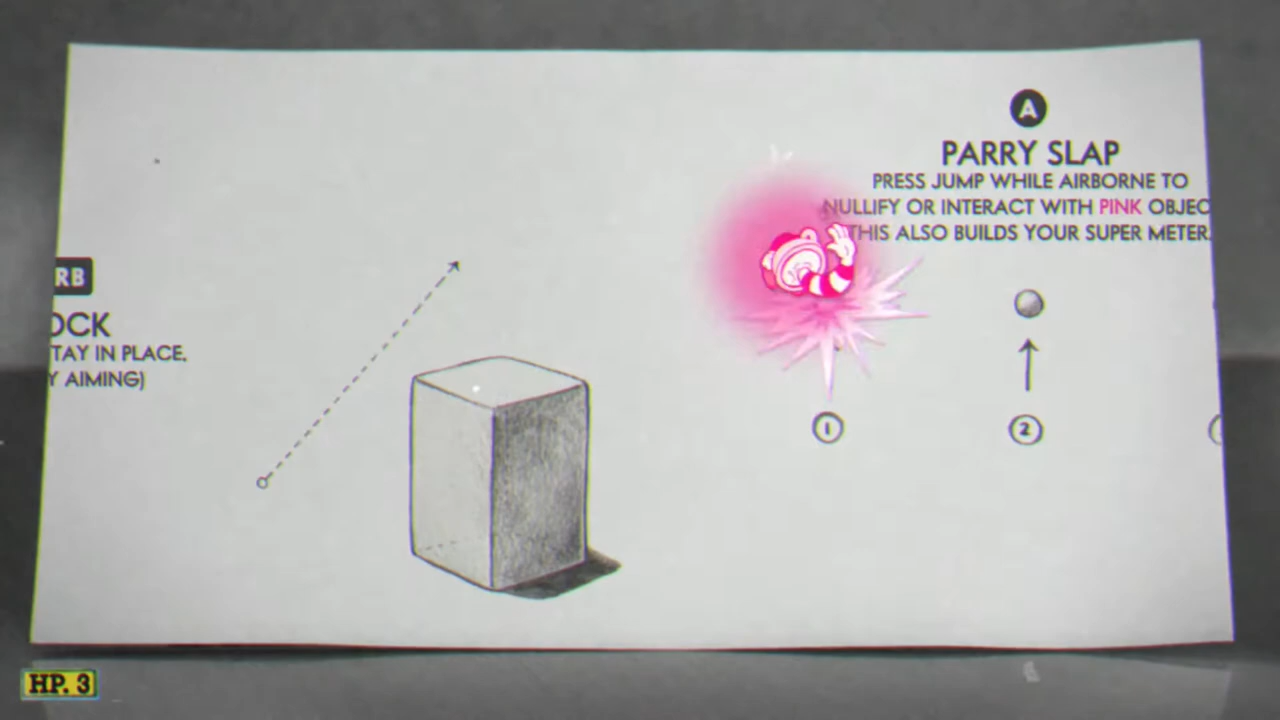 RB
OCK
TAY IN PLACE,
Y AIMING)
A
PARRY SLAP
PRESS JUMP WHILE AIRBORNE TO
NULLIFY OR INTERACT WITH PINK OBJEC
THIS ALSO BUILDS YOUR SUPER METER.
1
2
HP. 3